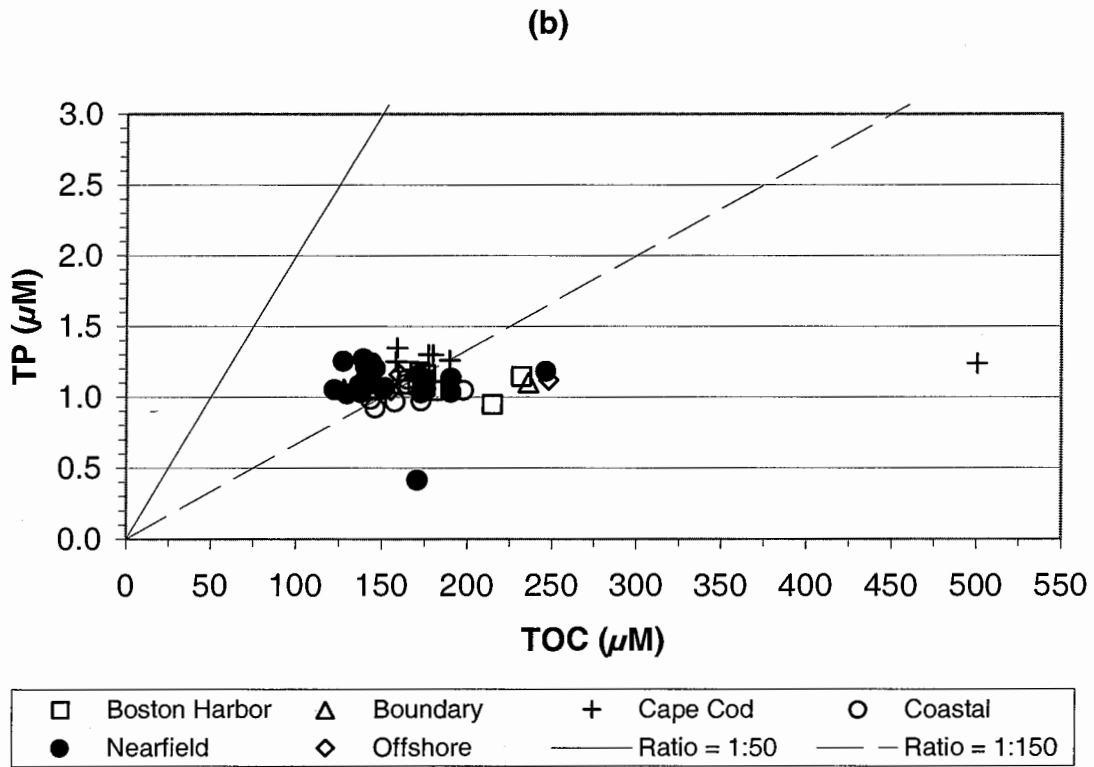 (b)
3.0
2.5
2.0
1.5
1.0
0.5
0.0
TP (µM)
0 50 100 150 200 250 300 350 400 450 500 550
TOC (µM)
Boston Harbor Boundary Cape Cod Coastal
Nearfield Offshore Ratio = 1:50 Ratio = 1:150